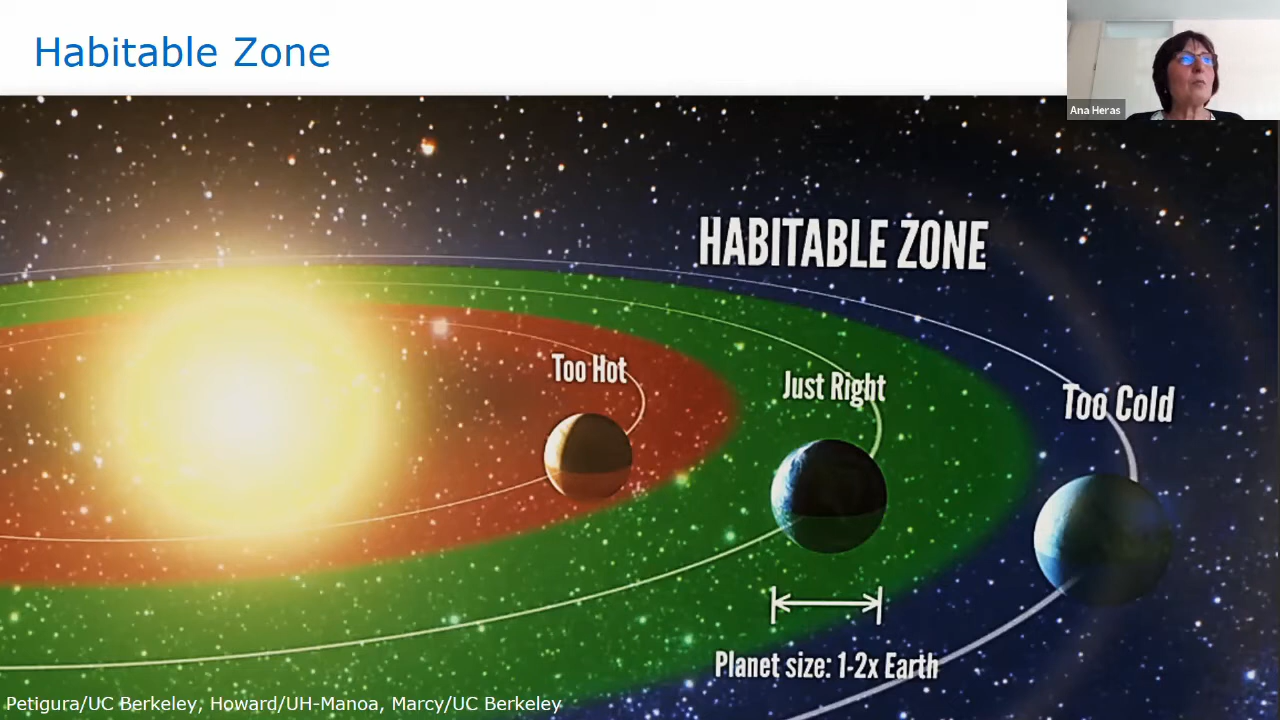 Habitable Zone
Ana Heras
HABITABLE ZONE
Too Hot
Just Right
Too Cold
Planet size: 1-2x Earth
Petigura/UC Berkeley, Howard/UH-Manoa, Marcy/UC Berkeley